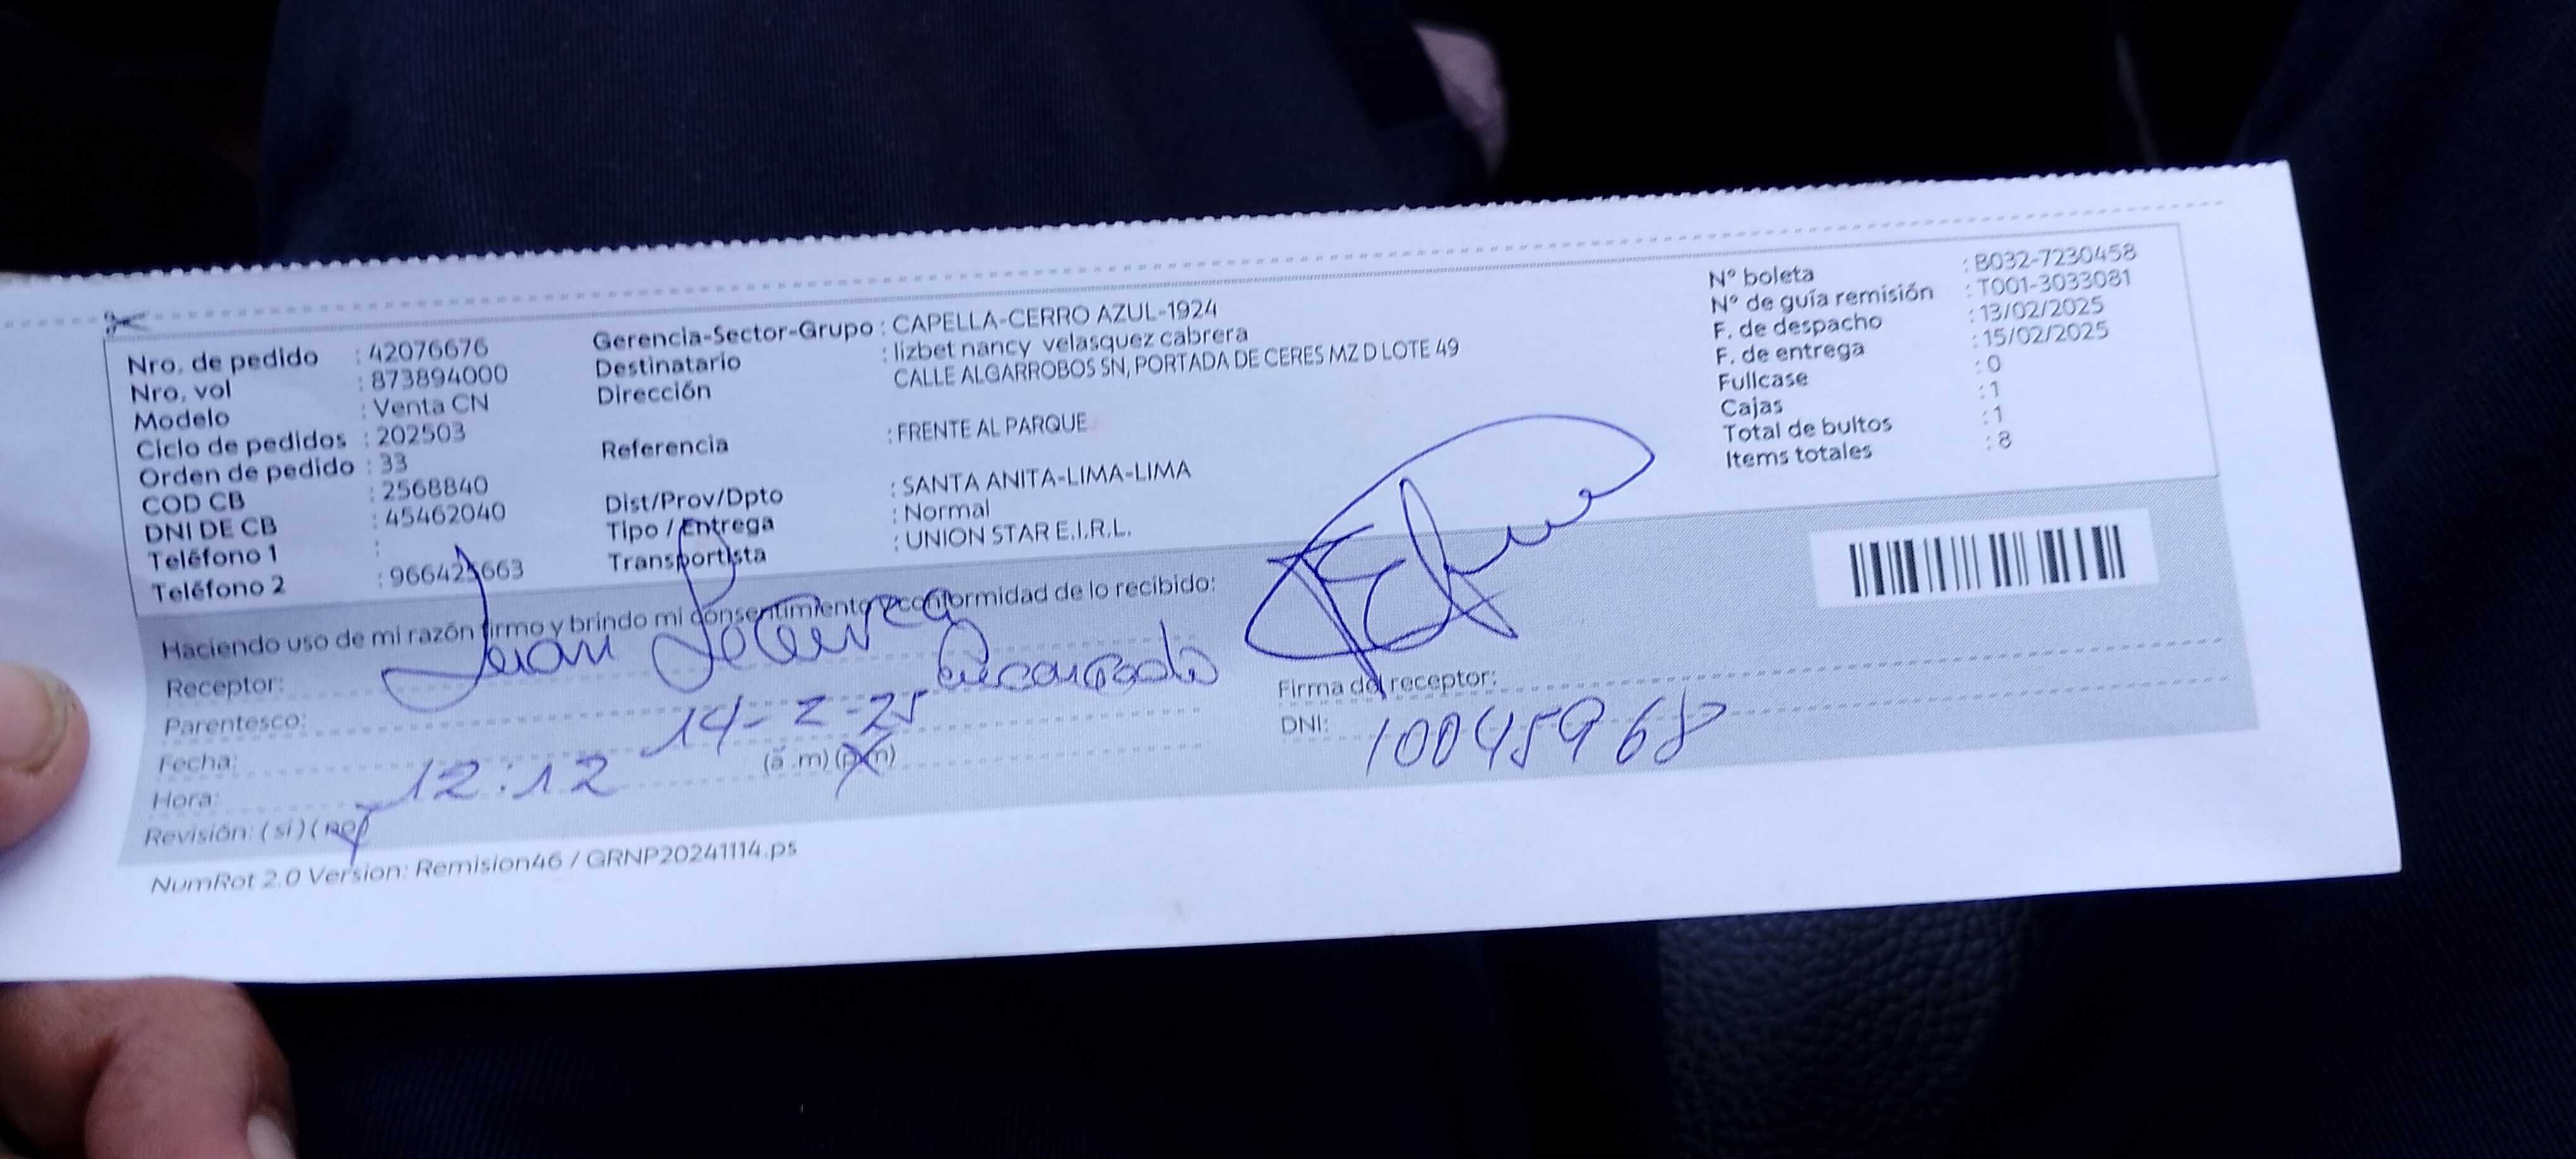 Nro. de pedido : 42076676
Nro. vol : 873894000
Modelo : Venta CN
Ciclo de pedidos : 202503
Orden de pedido : 33
COD CB : 2568840
DNI DE CB : 45462040
Teléfono 1 :
Teléfono 2 : 966425663
Gerencia-Sector-Grupo : CAPELLA-CERRO AZUL-1924
Destinatario : lizbet nancy velasquez cabrera
Dirección CALLE ALGARROBOS SN, PORTADA DE CERES MZ D LOTE 49
Referencia : FRENTE AL PARQUE
Dist/Prov/Dpto : SANTA ANITA-LIMA-LIMA
Tipo / Entrega : Normal
Transportista : UNION STAR E.I.R.L.
N° boleta : B032-7230458
N° de guía remisión : T001-3033081
F. de despacho : 13/02/2025
F. de entrega : 15/02/2025
Fullcase : 0
Cajas : 1
Total de bultos : 1
Items totales : 8
Haciendo uso de mi razón firmo y brindo mi consentimiento y conformidad de lo recibido:
Receptor: Juan
Parentesco: Encargado
Fecha: 14-2-25
Hora: 12:12 (a.m) (p.m)
Revisión: (si) (no)
Firma del receptor:
DNI: 10045968
NumRot 2.0 Version: Remision46 / GRNP20241114.ps